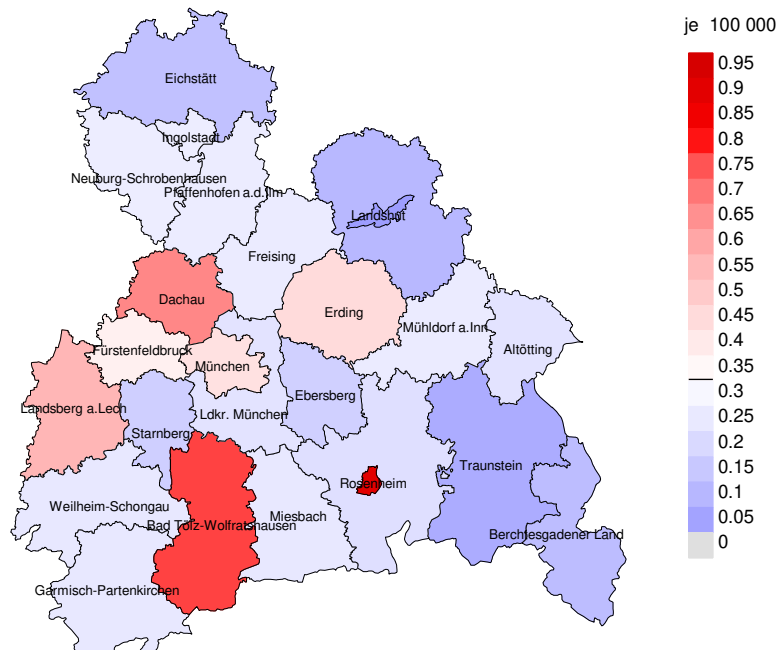 je 100 000
0.95
0.9
0.85
0.8
0.75
0.7
0.65
0.6
0.55
0.5
0.45
0.4
0.35
0.3
0.25
0.2
0.15
0.1
0.05
0
Eichstätt
Ingolstadt
Neuburg-Schrobenhausen
Pfaffenhofen a.d.Ilm
Landshut
Freising
Dachau
Erding
Mühldorf a.Inn
Fürstenfeldbruck
Altötting
München
Ebersberg
Landsberg a.Lech
Ldkr. München
Starnberg
Traunstein
Rosenheim
Weilheim-Schongau
Miesbach
Bad Tölz-Wolfratshausen
Berchtesgadener Land
Garmisch-Partenkirchen